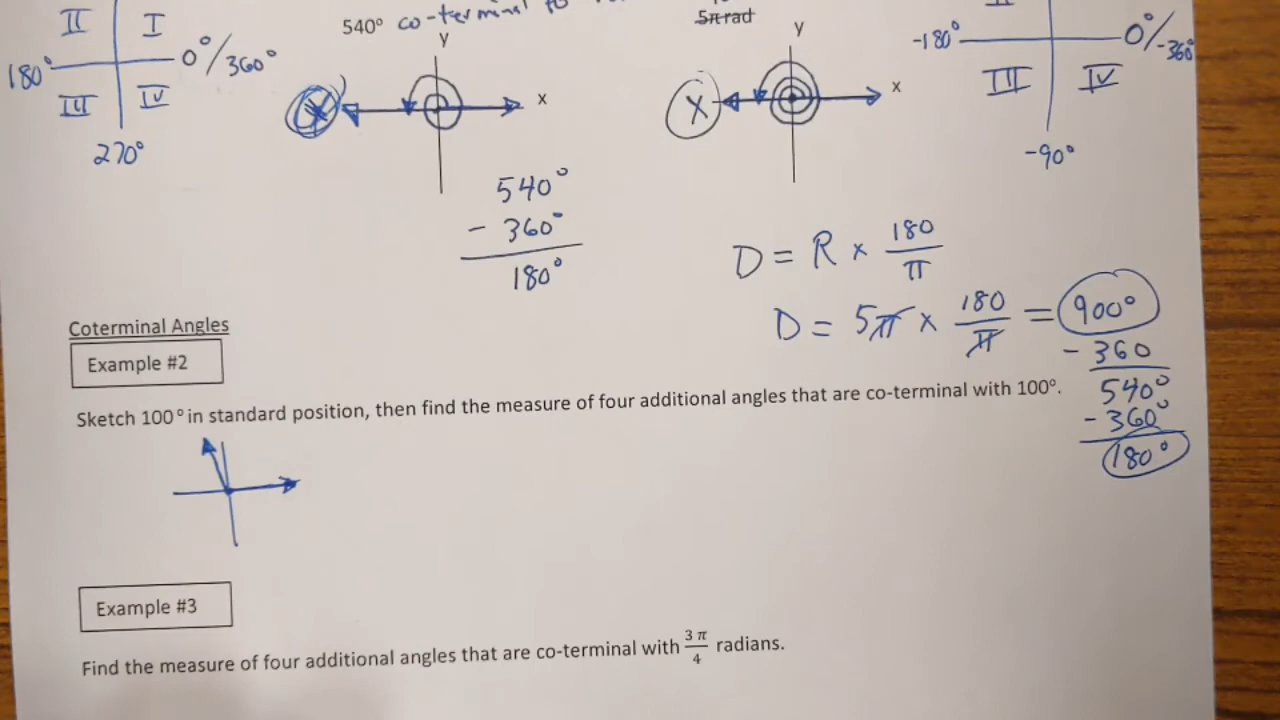 II I
180° 0°/360°
III IV
270°
540° co-terminal to
y
x
X
540°
- 360°
180°
5π rad
y
x
X
-180° 0°/-360°
III IV
-90°
D = R × 180/π
D = 5π × 180/π = 900°
- 360
540°
- 360°
180°
Coterminal Angles
Example #2
Sketch 100° in standard position, then find the measure of four additional angles that are co-terminal with 100°.
Example #3
Find the measure of four additional angles that are co-terminal with 3π/4 radians.